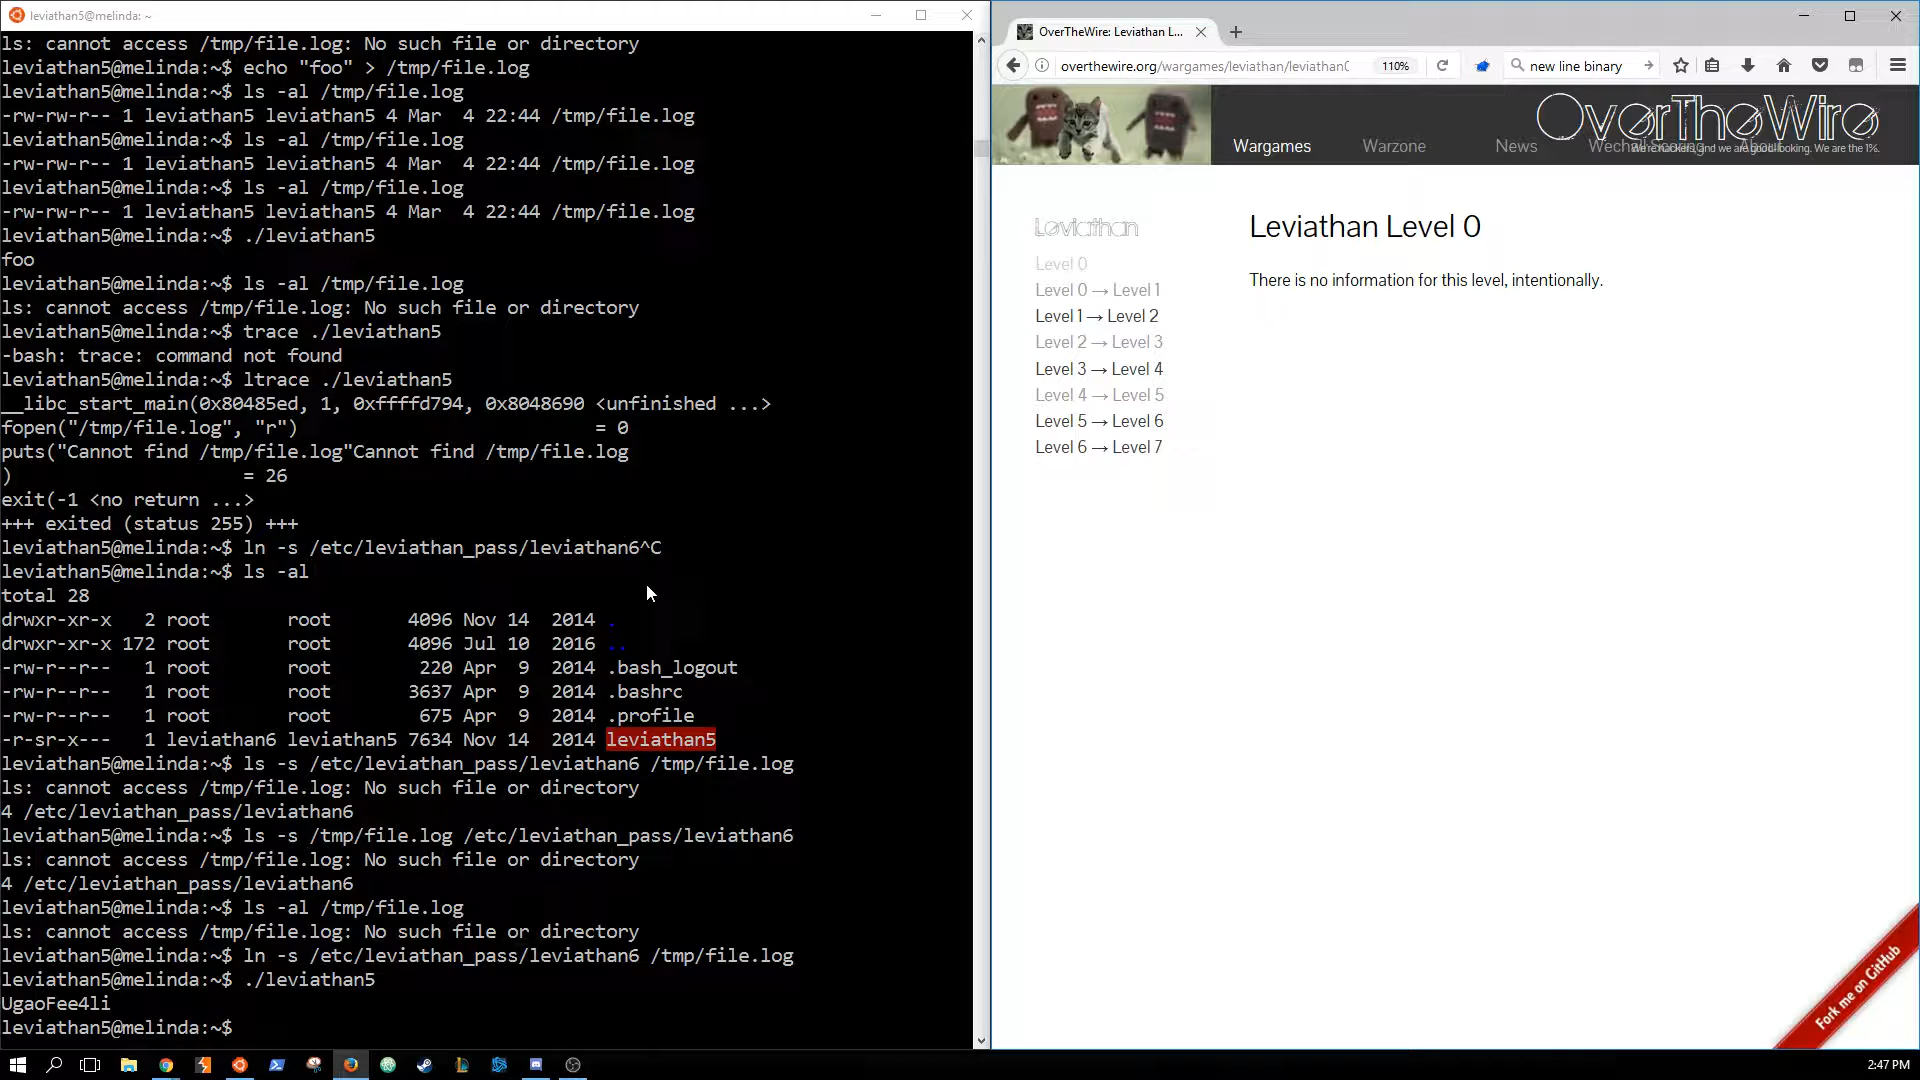 leviathan5@melinda: ~
ls: cannot access /tmp/file.log: No such file or directory
leviathan5@melinda:~$ echo "foo" > /tmp/file.log
leviathan5@melinda:~$ ls -al /tmp/file.log
-rw-rw-r-- 1 leviathan5 leviathan5 4 Mar  4 22:44 /tmp/file.log
leviathan5@melinda:~$ ls -al /tmp/file.log
-rw-rw-r-- 1 leviathan5 leviathan5 4 Mar  4 22:44 /tmp/file.log
leviathan5@melinda:~$ ls -al /tmp/file.log
-rw-rw-r-- 1 leviathan5 leviathan5 4 Mar  4 22:44 /tmp/file.log
leviathan5@melinda:~$ ./leviathan5
foo
leviathan5@melinda:~$ ls -al /tmp/file.log
ls: cannot access /tmp/file.log: No such file or directory
leviathan5@melinda:~$ trace ./leviathan5
-bash: trace: command not found
leviathan5@melinda:~$ ltrace ./leviathan5
__libc_start_main(0x80485ed, 1, 0xffffd794, 0x8048690 <unfinished ...>
fopen("/tmp/file.log", "r")                          = 0
puts("Cannot find /tmp/file.log"Cannot find /tmp/file.log
)                      = 26
exit(-1 <no return ...>
+++ exited (status 255) +++
leviathan5@melinda:~$ ln -s /etc/leviathan_pass/leviathan6^C
leviathan5@melinda:~$ ls -al
total 28
drwxr-xr-x   2 root       root       4096 Nov 14  2014 .
drwxr-xr-x 172 root       root       4096 Jul 10  2016 ..
-rw-r--r--   1 root       root        220 Apr  9  2014 .bash_logout
-rw-r--r--   1 root       root       3637 Apr  9  2014 .bashrc
-rw-r--r--   1 root       root        675 Apr  9  2014 .profile
-r-sr-x---   1 leviathan6 leviathan5 7634 Nov 14  2014 leviathan5
leviathan5@melinda:~$ ls -s /etc/leviathan_pass/leviathan6 /tmp/file.log
ls: cannot access /tmp/file.log: No such file or directory
4 /etc/leviathan_pass/leviathan6
leviathan5@melinda:~$ ls -s /tmp/file.log /etc/leviathan_pass/leviathan6
ls: cannot access /tmp/file.log: No such file or directory
4 /etc/leviathan_pass/leviathan6
leviathan5@melinda:~$ ls -al /tmp/file.log
ls: cannot access /tmp/file.log: No such file or directory
leviathan5@melinda:~$ ln -s /etc/leviathan_pass/leviathan6 /tmp/file.log
leviathan5@melinda:~$ ./leviathan5
UgaoFee4li
leviathan5@melinda:~$
OverTheWire: Leviathan L...
overthewire.org/wargames/leviathan/leviathan0
110%
new line binary
OverTheWire
We're hackers, and we are good-looking. We are the 1%.
Wargames
Warzone
News
Wechall Scoring
About
Leviathan
Level 0
Level 0 → Level 1
Level 1 → Level 2
Level 2 → Level 3
Level 3 → Level 4
Level 4 → Level 5
Level 5 → Level 6
Level 6 → Level 7
Leviathan Level 0
There is no information for this level, intentionally.
Fork me on GitHub
2:47 PM